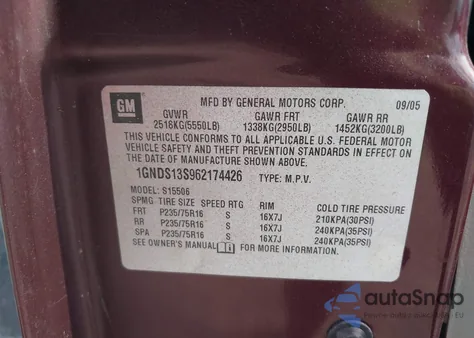 GM
MFD BY GENERAL MOTORS CORP. 09/05
GVWR GAWR FRT GAWR RR
2518KG(5550LB) 1338KG(2950LB) 1452KG(3200LB)
THIS VEHICLE CONFORMS TO ALL APPLICABLE U.S. FEDERAL MOTOR
VEHICLE SAFETY AND THEFT PREVENTION STANDARDS IN EFFECT ON
THE DATE OF MANUFACTURE SHOWN ABOVE.
1GNDS13S962174426 TYPE: M.P.V.
MODEL: S15506
SPMG TIRE SIZE SPEED RTG RIM COLD TIRE PRESSURE
FRT P235/75R16 S 16X7J 210KPA(30PSI)
RR P235/75R16 S 16X7J 240KPA(35PSI)
SPA P235/75R16 S 16X7J 240KPA(35PSI)
SEE OWNER'S MANUAL FOR MORE INFORMATION.
autoSnap